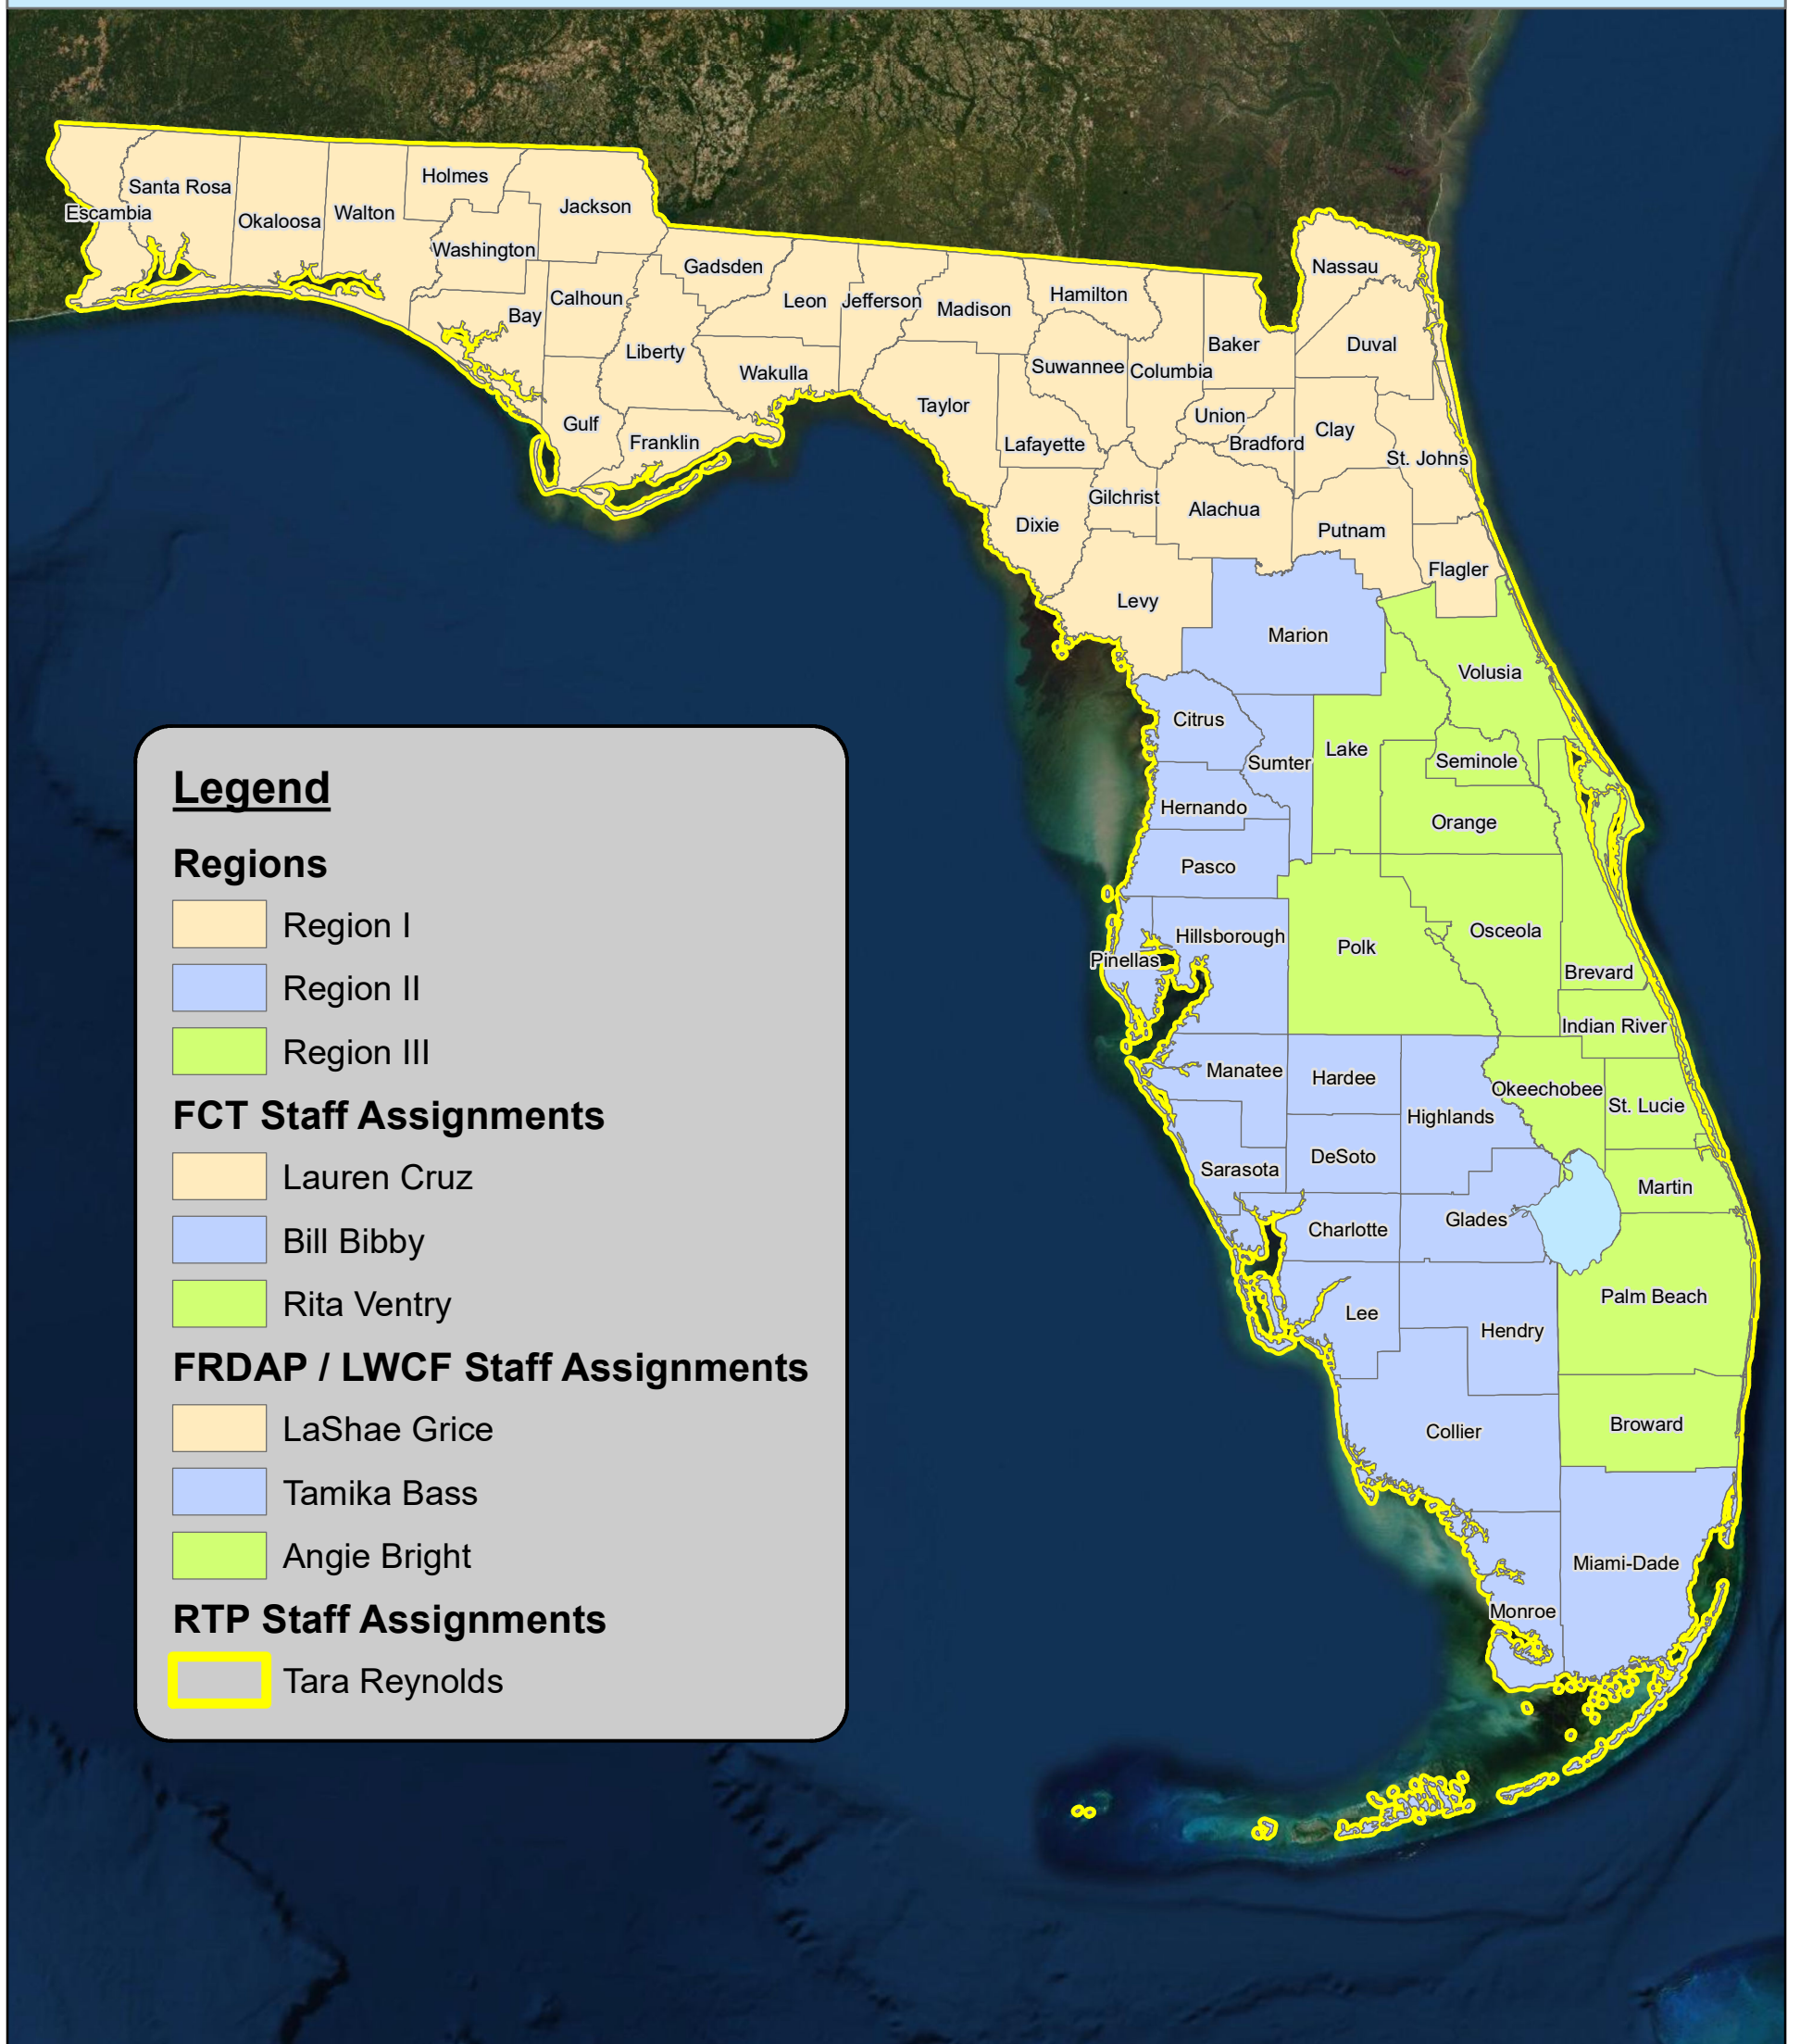 Santa Rosa
Escambia
Okaloosa
Walton
Holmes
Washington
Jackson
Bay
Calhoun
Gulf
Liberty
Franklin
Gadsden
Leon
Wakulla
Jefferson
Madison
Taylor
Hamilton
Suwannee
Lafayette
Columbia
Baker
Union
Bradford
Nassau
Duval
Clay
St. Johns
Dixie
Gilchrist
Alachua
Putnam
Flagler
Levy
Marion
Volusia
Citrus
Sumter
Lake
Seminole
Hernando
Orange
Pasco
Hillsborough
Pinellas
Polk
Osceola
Brevard
Indian River
Manatee
Hardee
Highlands
Okeechobee
St. Lucie
Sarasota
DeSoto
Martin
Charlotte
Glades
Lee
Hendry
Palm Beach
Collier
Broward
Miami-Dade
Monroe
Legend
Regions
Region I
Region II
Region III
FCT Staff Assignments
Lauren Cruz
Bill Bibby
Rita Ventry
FRDAP / LWCF Staff Assignments
LaShae Grice
Tamika Bass
Angie Bright
RTP Staff Assignments
Tara Reynolds